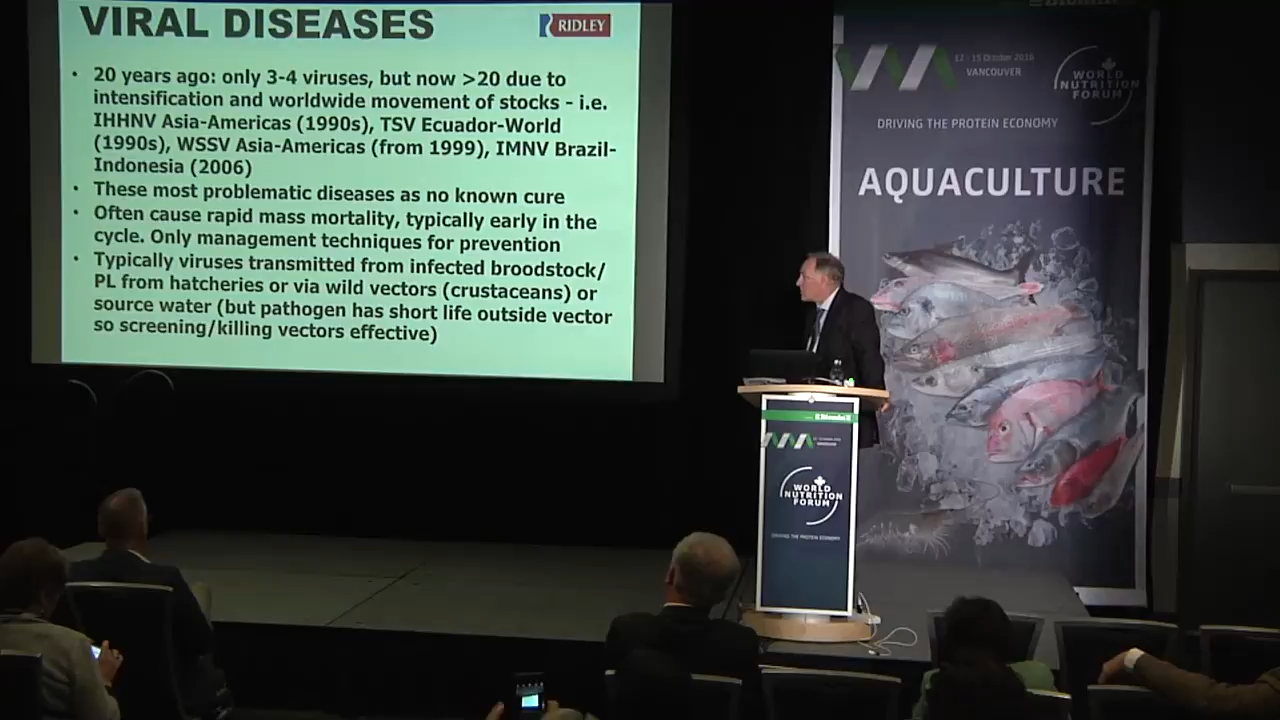 VIRAL DISEASES
RIDLEY
• 20 years ago: only 3-4 viruses, but now >20 due to
intensification and worldwide movement of stocks - i.e.
IHHNV Asia-Americas (1990s), TSV Ecuador-World
(1990s), WSSV Asia-Americas (from 1999), IMNV Brazil-
Indonesia (2006)
• These most problematic diseases as no known cure
• Often cause rapid mass mortality, typically early in the
cycle. Only management techniques for prevention
• Typically viruses transmitted from infected broodstock/
PL from hatcheries or via wild vectors (crustaceans) or
source water (but pathogen has short life outside vector
so screening/killing vectors effective)
12 - 15 October 2016
VANCOUVER
WORLD
NUTRITION
FORUM
DRIVING THE PROTEIN ECONOMY
AQUACULTURE
VANCOUVER
WORLD
NUTRITION
FORUM
DRIVING THE PROTEIN ECONOMY